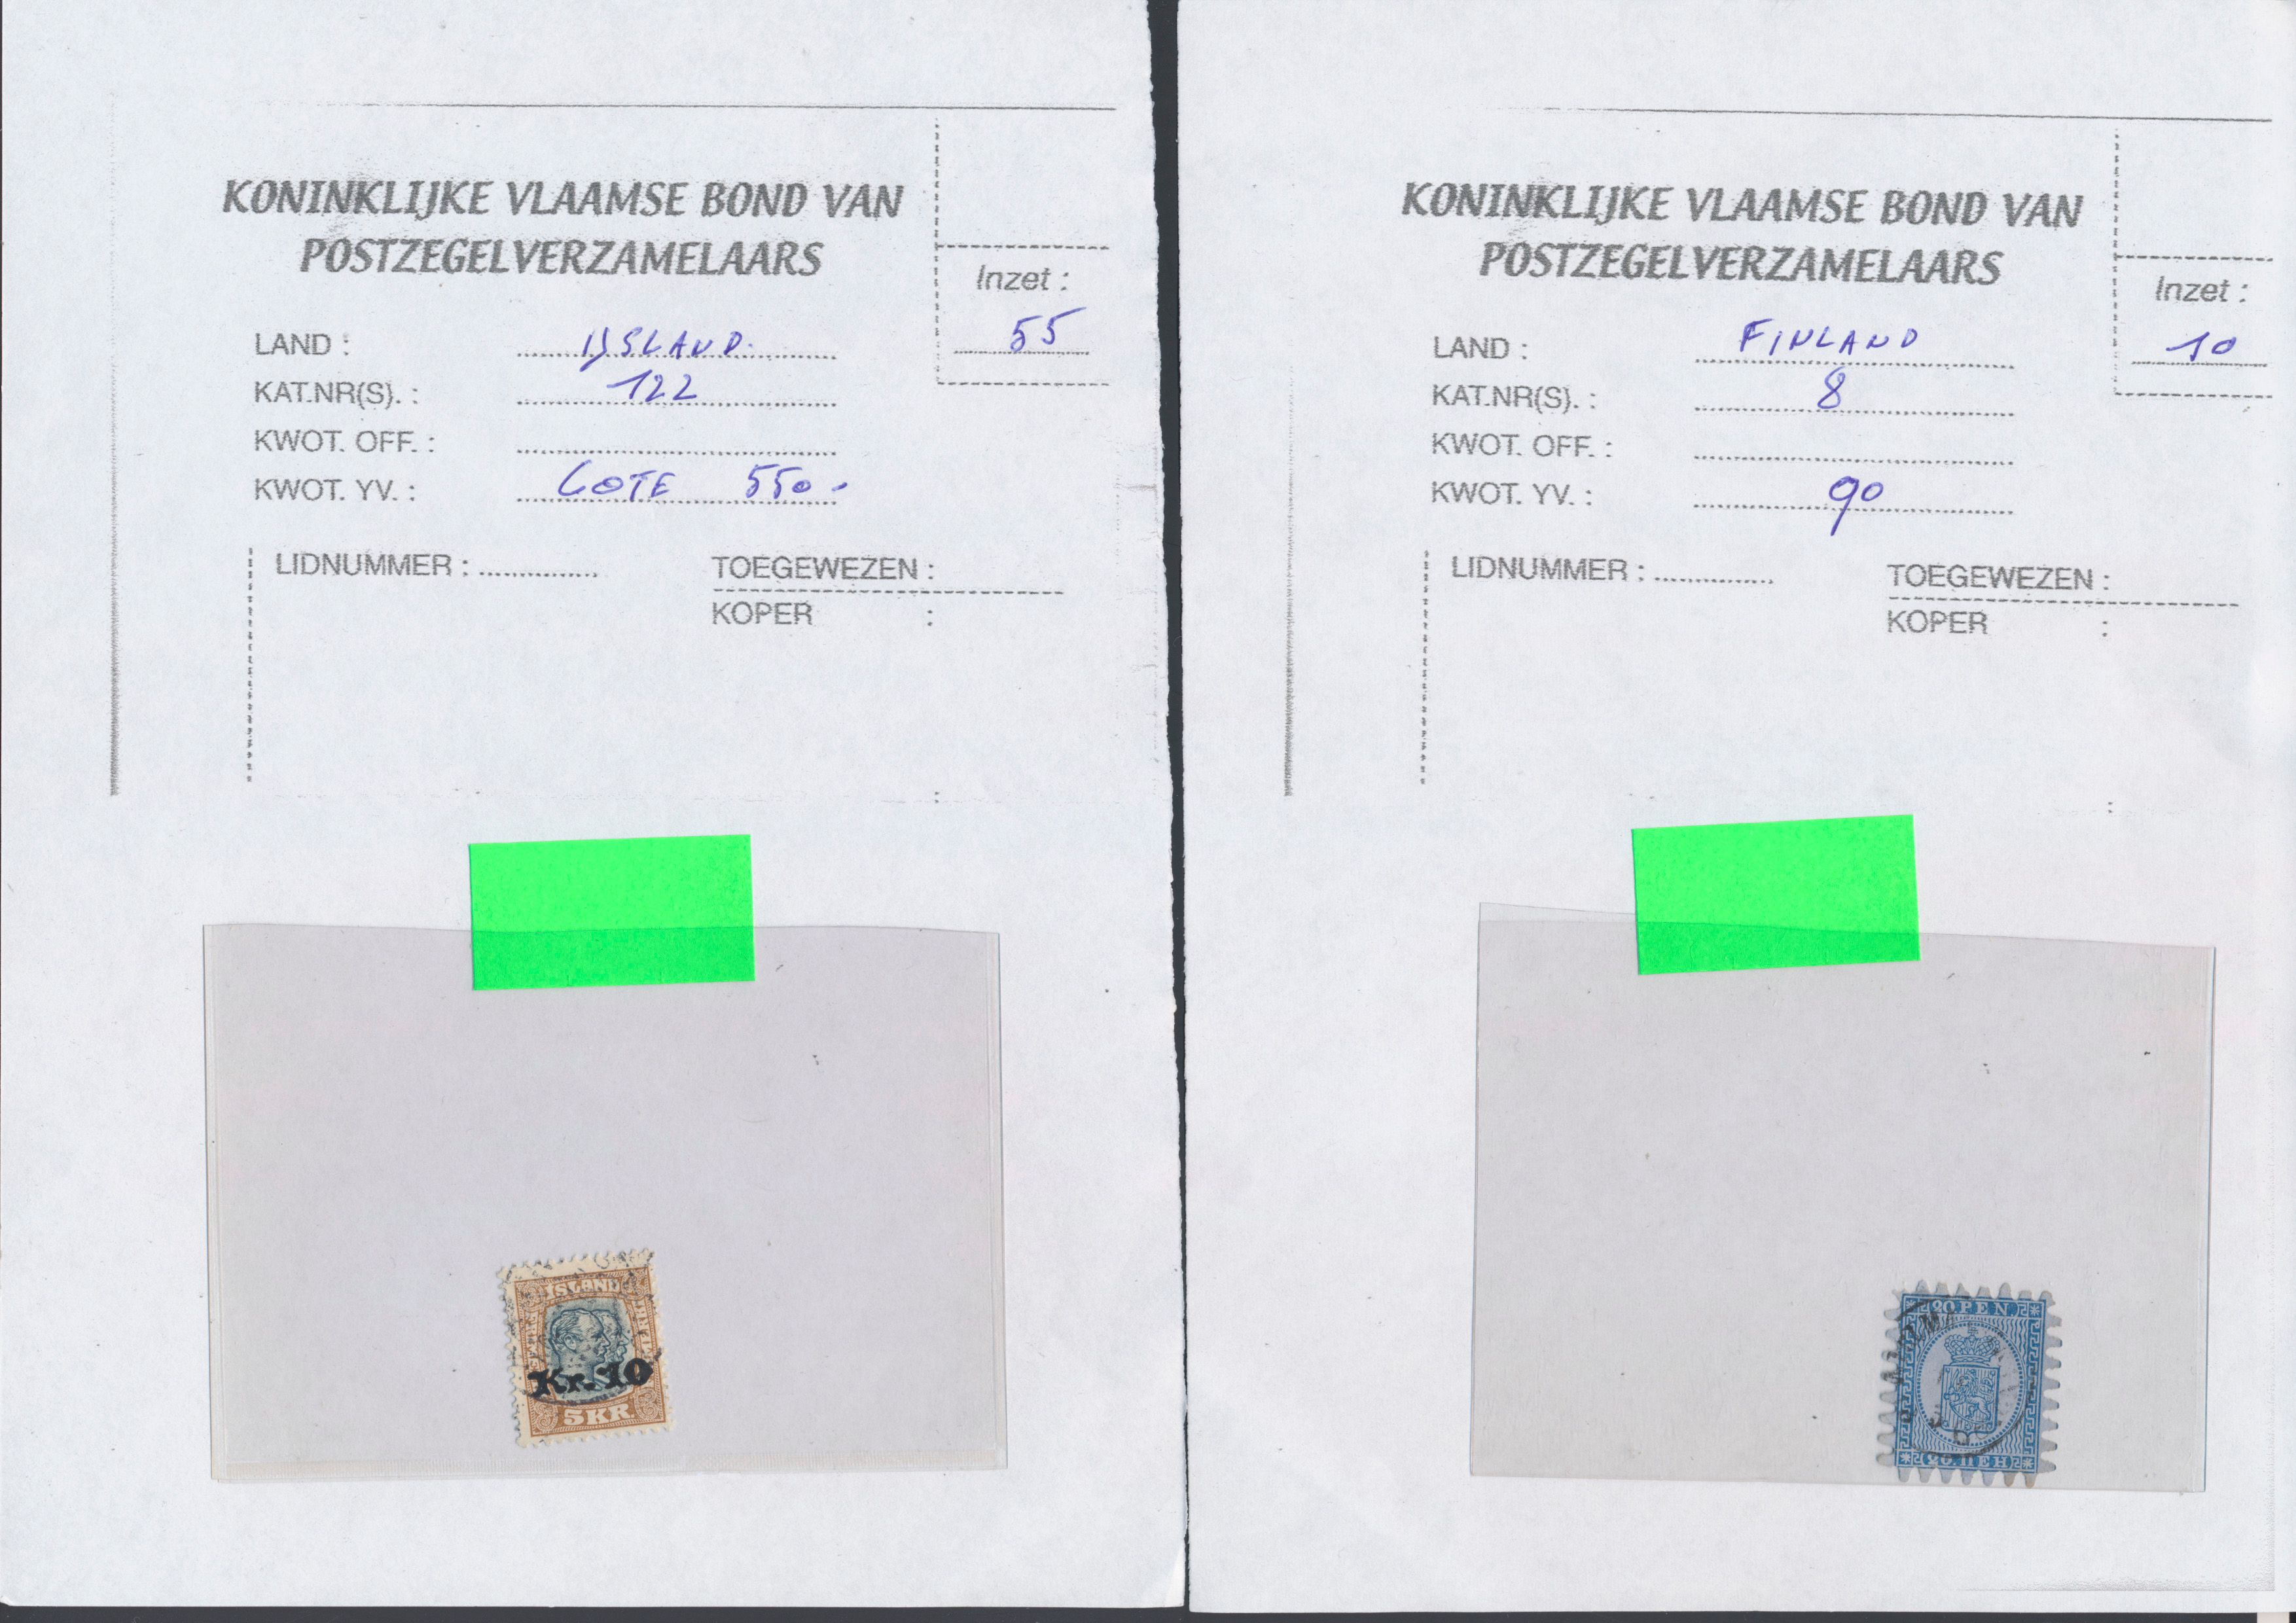 KONINKLIJKE VLAAMSE BOND VAN
POSTZEGELVERZAMELAARS
Inzet :
55
LAND : IJSLAND.
KAT.NR(S). : 122
KWOT. OFF. :
KWOT. YV. : COTE 550-
LIDNUMMER :
TOEGEWEZEN :
KOPER :
ISLAND
Kr. 10
5 KR.
KONINKLIJKE VLAAMSE BOND VAN
POSTZEGELVERZAMELAARS
Inzet :
10
LAND : FINLAND
KAT.NR(S). : 8
KWOT. OFF. :
KWOT. YV. : 90
LIDNUMMER :
TOEGEWEZEN :
KOPER :
20 PEN.
20. ПЕН